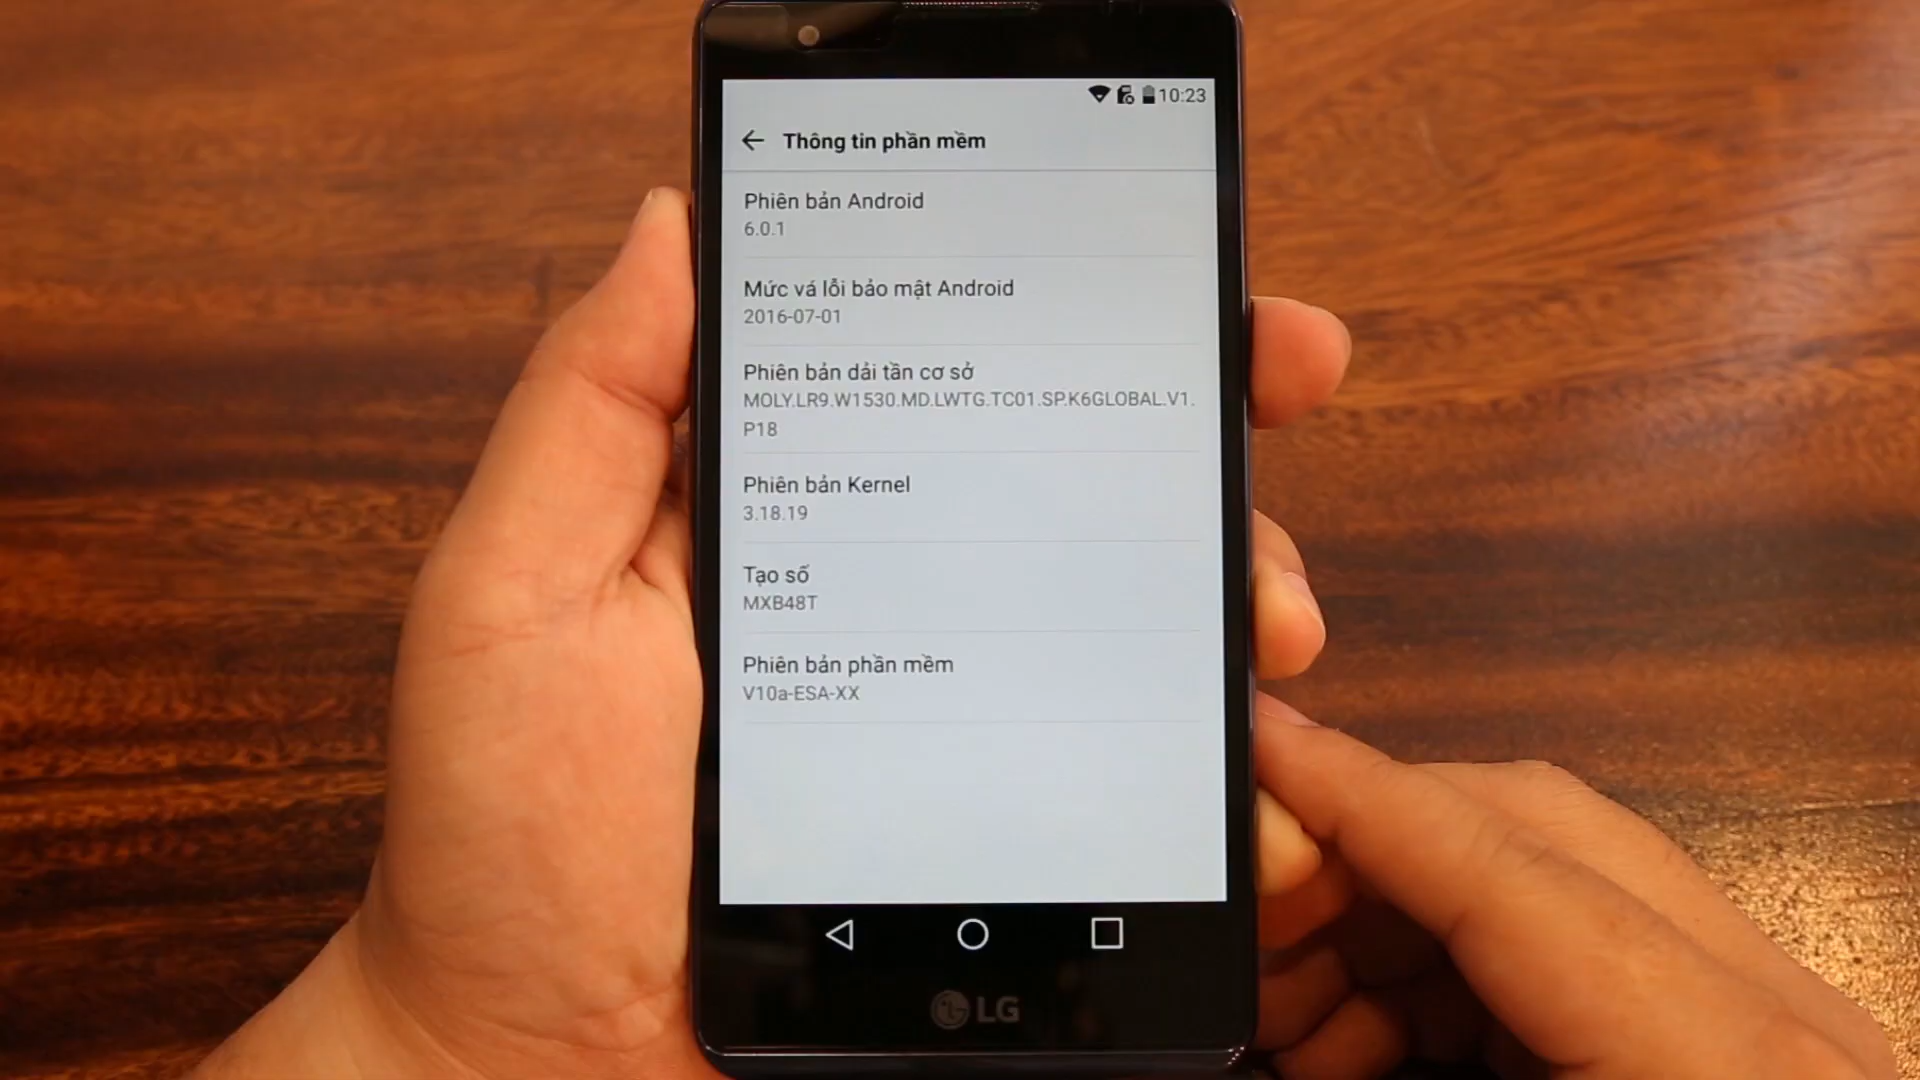 10:23
Thông tin phần mềm
Phiên bản Android
6.0.1
Mức vá lỗi bảo mật Android
2016-07-01
Phiên bản dải tần cơ sở
MOLY.LR9.W1530.MD.LWTG.TC01.SP.K6GLOBAL.V1.
P18
Phiên bản Kernel
3.18.19
Tạo số
MXB48T
Phiên bản phần mềm
V10a-ESA-XX
LG